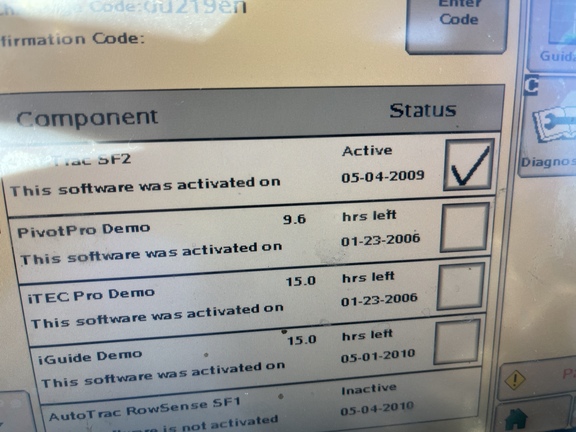 Code:
Enter
Code
firmation Code:
Component Status
SF2 Active
This software was activated on 05-04-2009
PivotPro Demo 9.6 hrs left
This software was activated on 01-23-2006
iTEC Pro Demo 15.0 hrs left
This software was activated on 01-23-2006
iGuide Demo 15.0 hrs left
This software was activated on 05-01-2010
AutoTrac RowSense SF1 Inactive
is not activated 05-04-2010
Guid
Diagnos